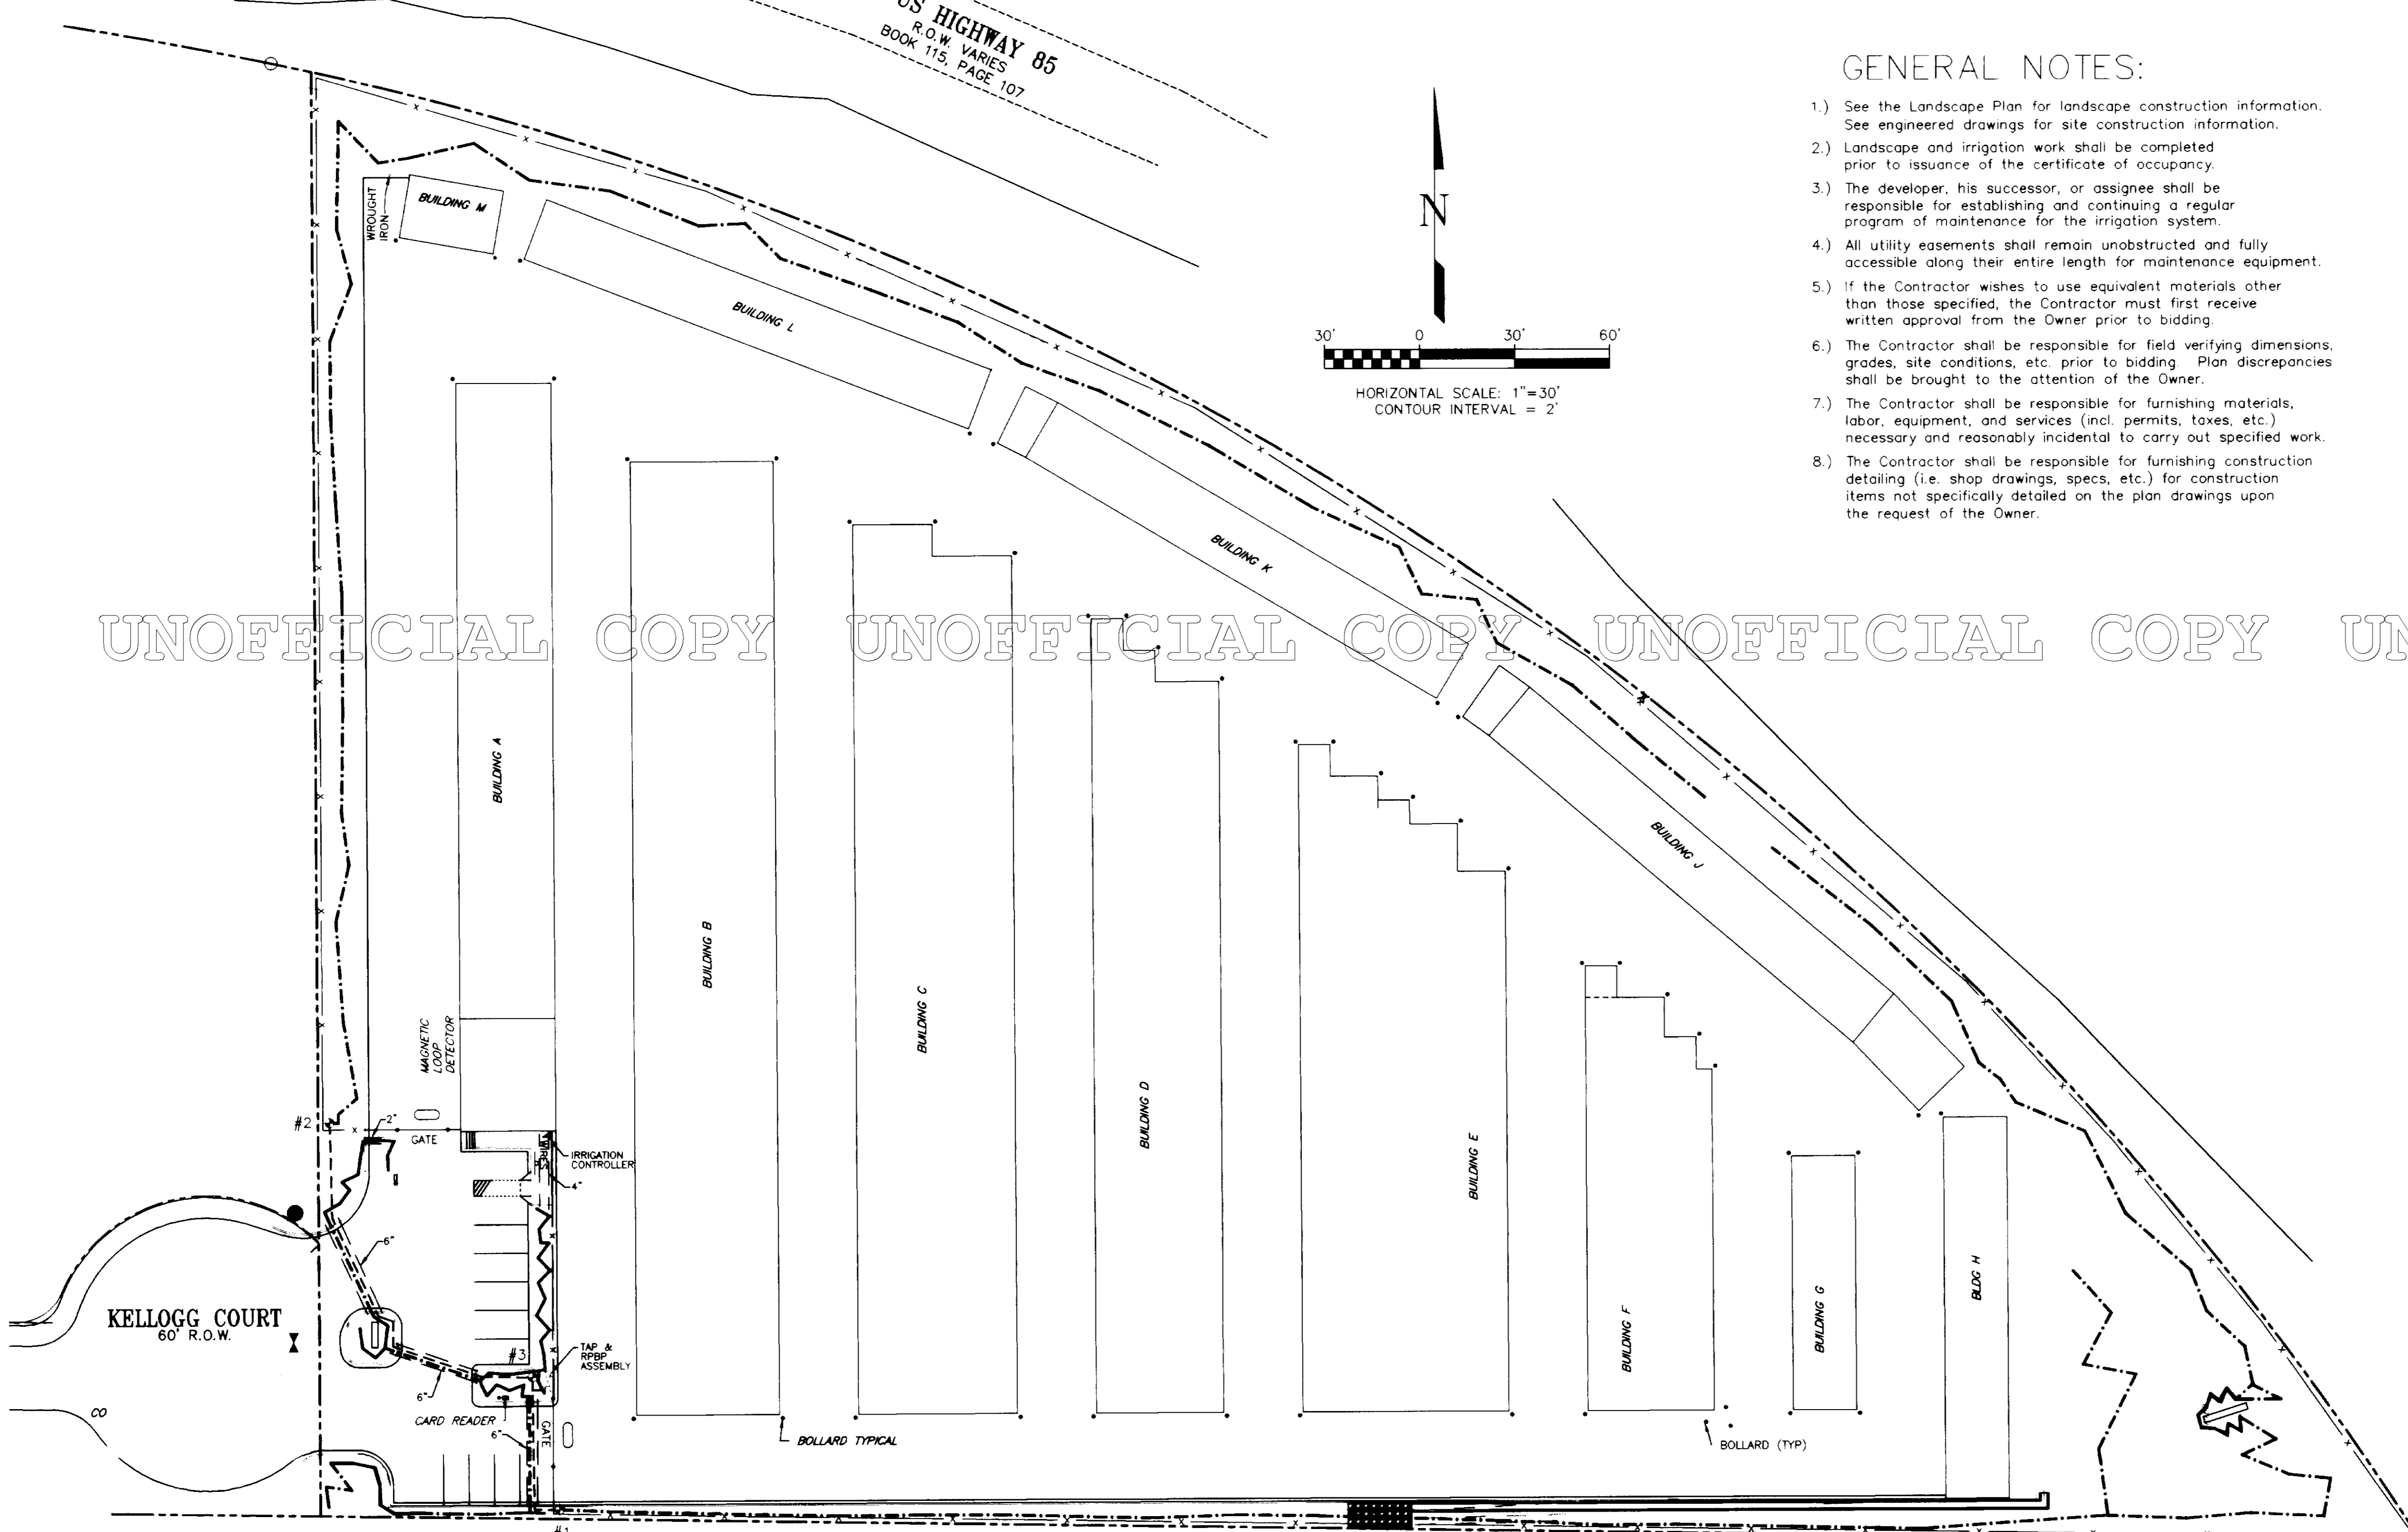 US HIGHWAY 85
R.O.W. VARIES
BOOK 115, PAGE 107
GENERAL NOTES:
1.) See the Landscape Plan for landscape construction information.
See engineered drawings for site construction information.
2.) Landscape and irrigation work shall be completed
prior to issuance of the certificate of occupancy.
3.) The developer, his successor, or assignee shall be
responsible for establishing and continuing a regular
program of maintenance for the irrigation system.
4.) All utility easements shall remain unobstructed and fully
accessible along their entire length for maintenance equipment.
5.) If the Contractor wishes to use equivalent materials other
than those specified, the Contractor must first receive
written approval from the Owner prior to bidding.
6.) The Contractor shall be responsible for field verifying dimensions,
grades, site conditions, etc. prior to bidding. Plan discrepancies
shall be brought to the attention of the Owner.
7.) The Contractor shall be responsible for furnishing materials,
labor, equipment, and services (incl. permits, taxes, etc.)
necessary and reasonably incidental to carry out specified work.
8.) The Contractor shall be responsible for furnishing construction
detailing (i.e. shop drawings, specs, etc.) for construction
items not specifically detailed on the plan drawings upon
the request of the Owner.
N
30' 0 30' 60'
HORIZONTAL SCALE: 1"=30'
CONTOUR INTERVAL = 2'
WROUGHT
IRON
BUILDING M
BUILDING L
BUILDING K
UNOFFICIAL COPY UNOFFICIAL COPY UNOFFICIAL COPY UN
BUILDING A
BUILDING J
BUILDING B
BUILDING C
MAGNETIC
LOOP
DETECTOR
BUILDING D
BUILDING E
#2
2"
GATE
WIRES
IRRIGATION
CONTROLLER
4"
6"
BLDG H
KELLOGG COURT
60' R.O.W.
BUILDING F
BUILDING G
#3
TAP &
RPBP
ASSEMBLY
6"
CARD READER
CO
6"
GATE
BOLLARD TYPICAL
BOLLARD (TYP)
#1